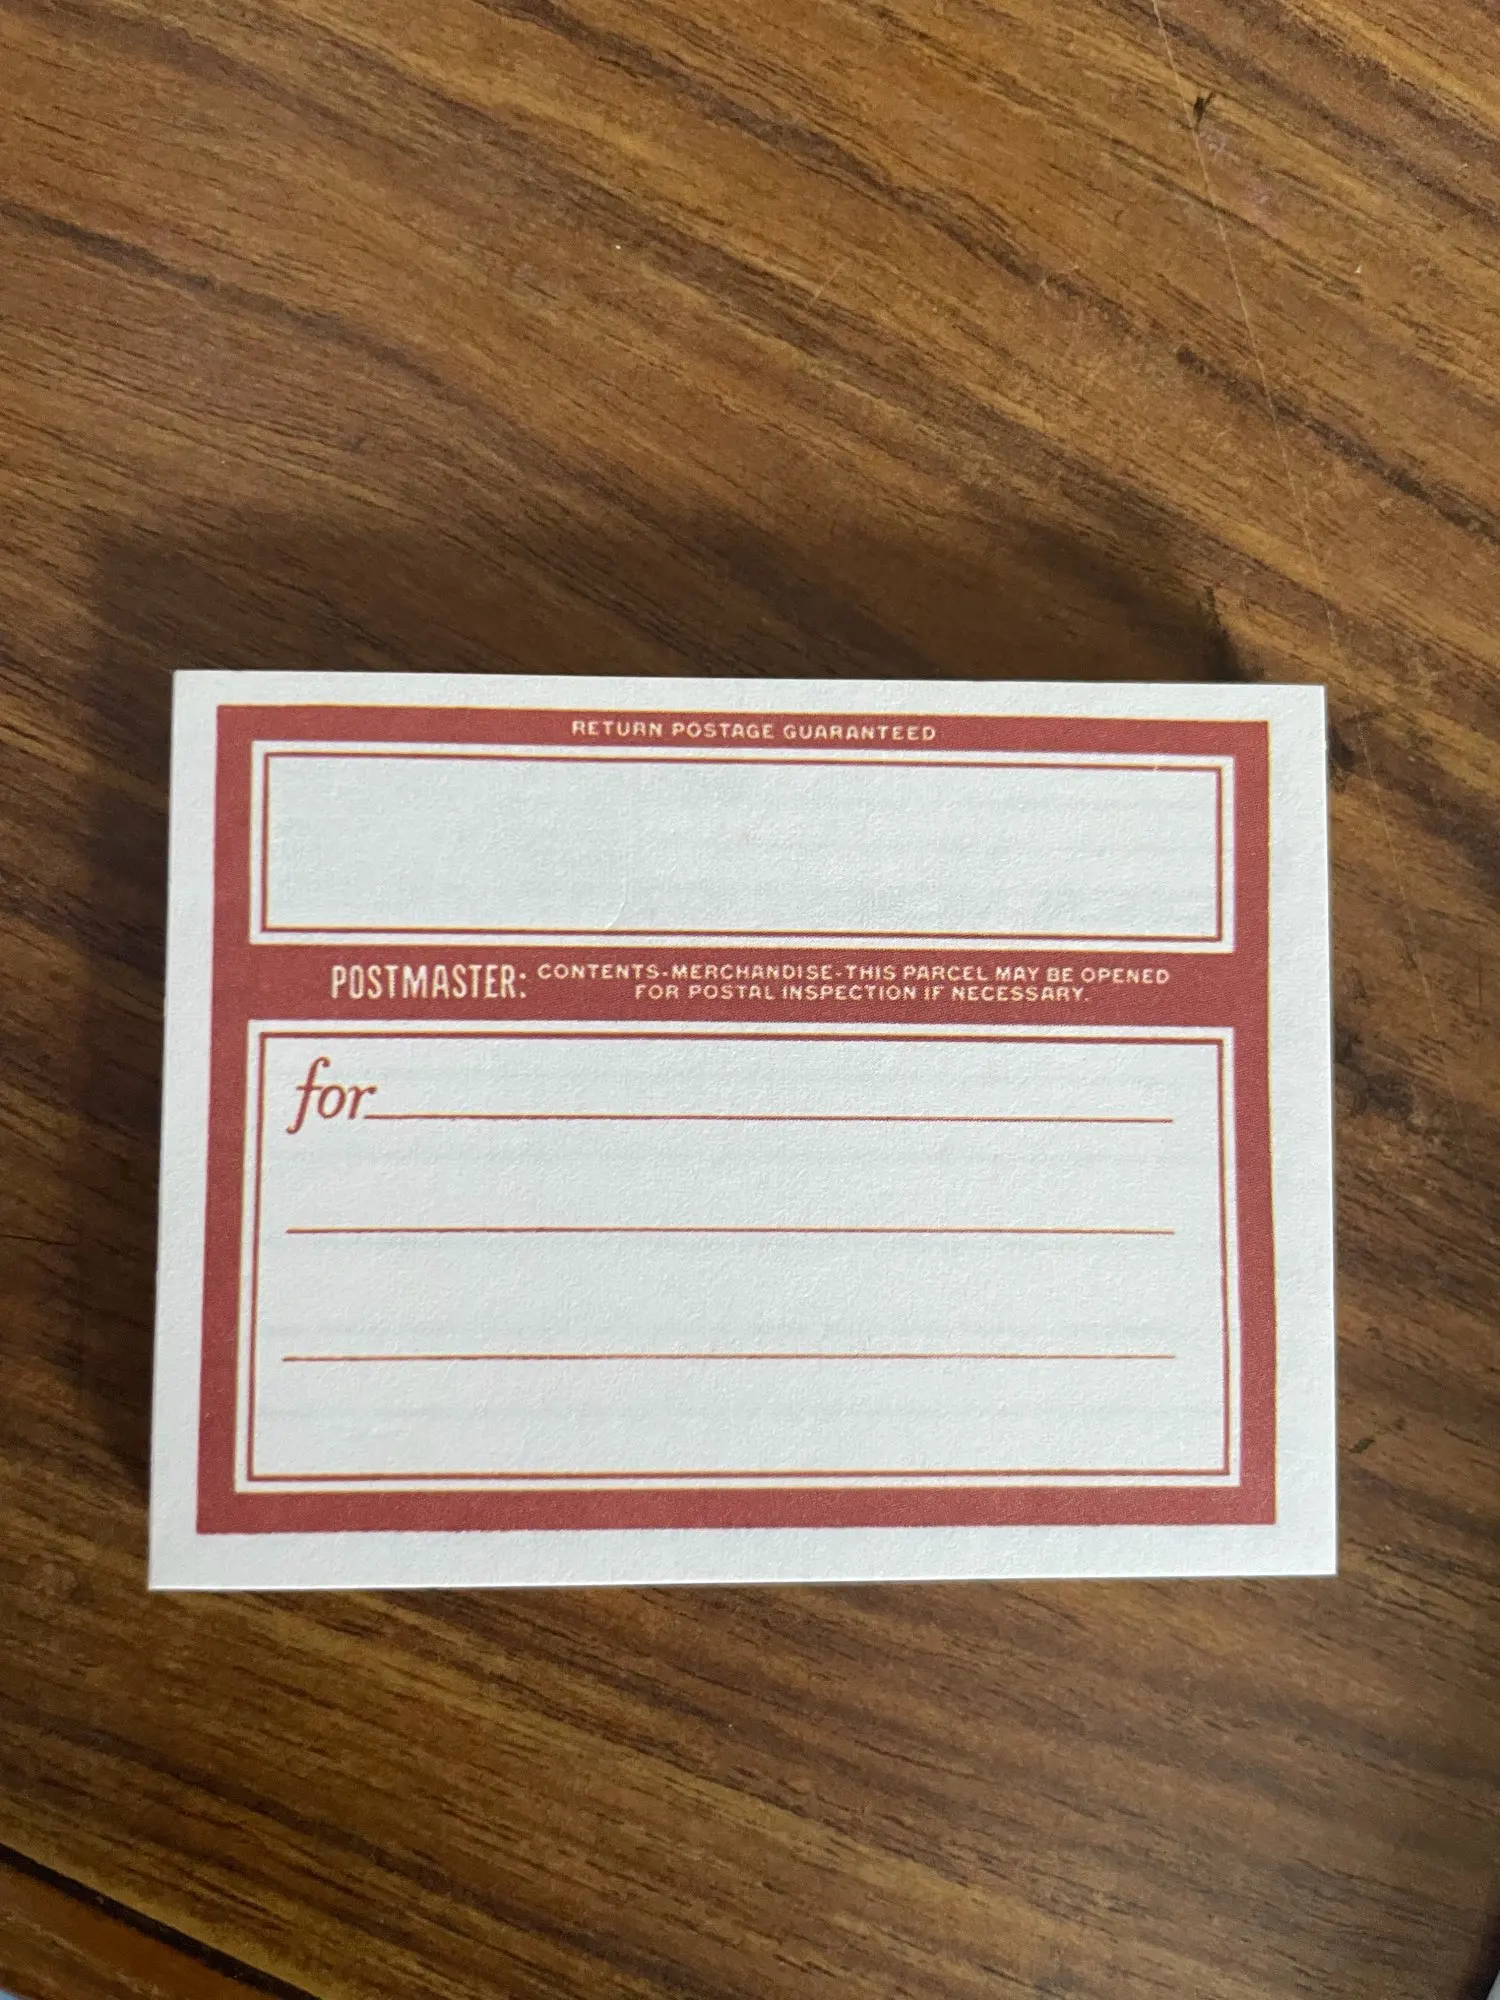 RETURN POSTAGE GUARANTEED
POSTMASTER: CONTENTS-MERCHANDISE-THIS PARCEL MAY BE OPENED
FOR POSTAL INSPECTION IF NECESSARY.
for